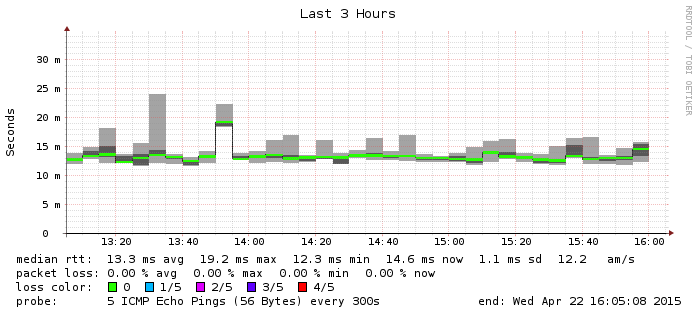 Last 3 Hours
RRDTOOL / TOBI OETIKER
Seconds
30 m
25 m
20 m
15 m
10 m
5 m
0
13:20 13:40 14:00 14:20 14:40 15:00 15:20 15:40 16:00
median rtt: 13.3 ms avg 19.2 ms max 12.3 ms min 14.6 ms now 1.1 ms sd 12.2 am/s
packet loss: 0.00 % avg 0.00 % max 0.00 % min 0.00 % now
loss color: 0 1/5 2/5 3/5 4/5
probe: 5 ICMP Echo Pings (56 Bytes) every 300s end: Wed Apr 22 16:05:08 2015